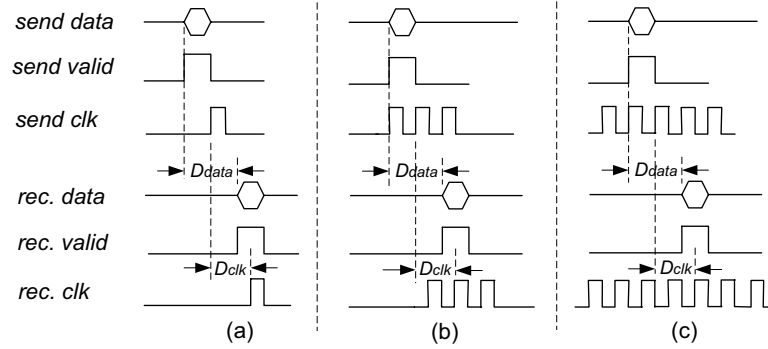 send data
send valid
send clk
Ddata Ddata Ddata
rec. data
rec. valid
Dclk Dclk Dclk
rec. clk
(a) (b) (c)